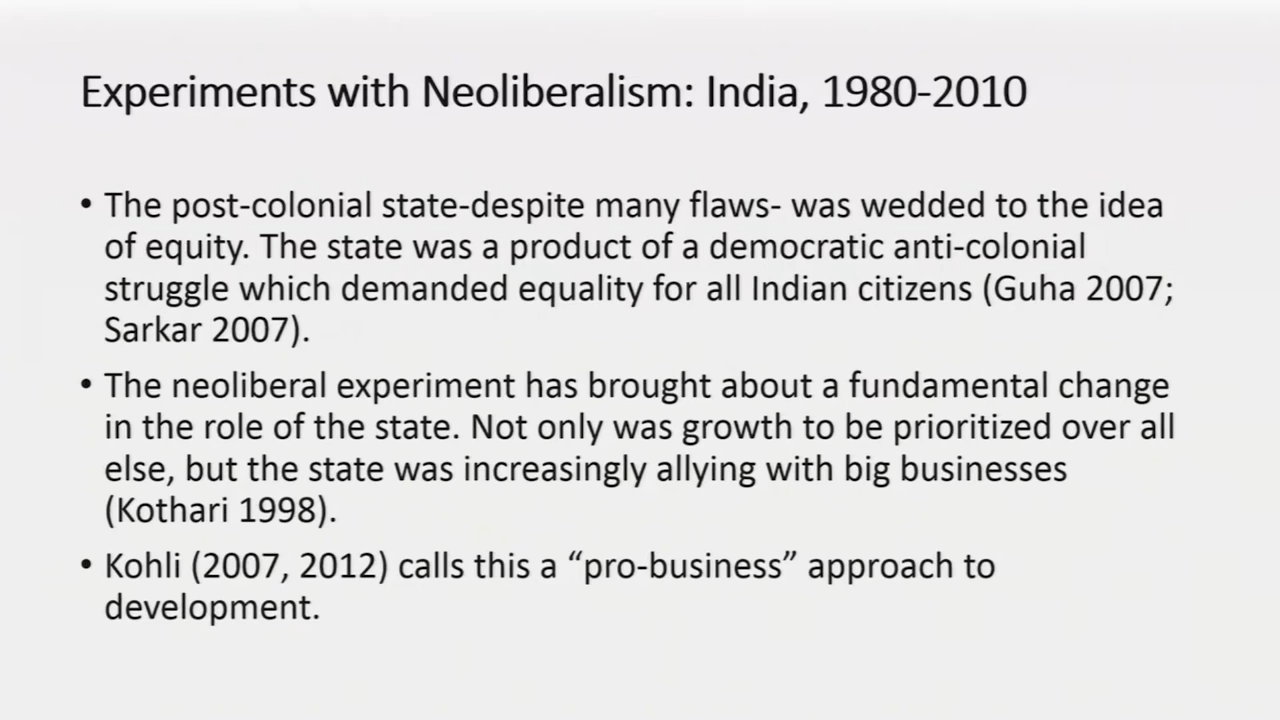 Experiments with Neoliberalism: India, 1980-2010
• The post-colonial state-despite many flaws- was wedded to the idea
of equity. The state was a product of a democratic anti-colonial
struggle which demanded equality for all Indian citizens (Guha 2007;
Sarkar 2007).
• The neoliberal experiment has brought about a fundamental change
in the role of the state. Not only was growth to be prioritized over all
else, but the state was increasingly allying with big businesses
(Kothari 1998).
• Kohli (2007, 2012) calls this a “pro-business” approach to
development.